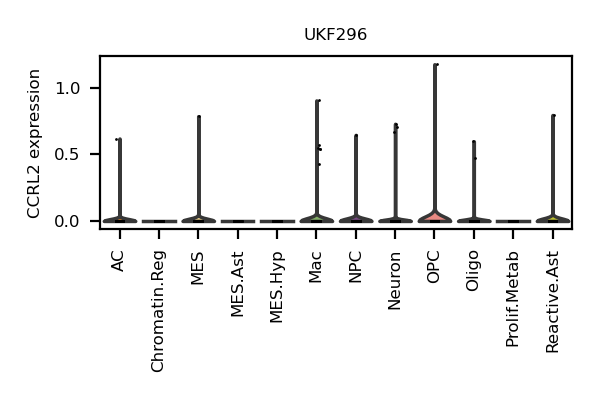 UKF296
CCRL2 expression
1.0
0.5
0.0
AC
Chromatin.Reg
MES
MES.Ast
MES.Hyp
Mac
NPC
Neuron
OPC
Oligo
Prolif.Metab
Reactive.Ast